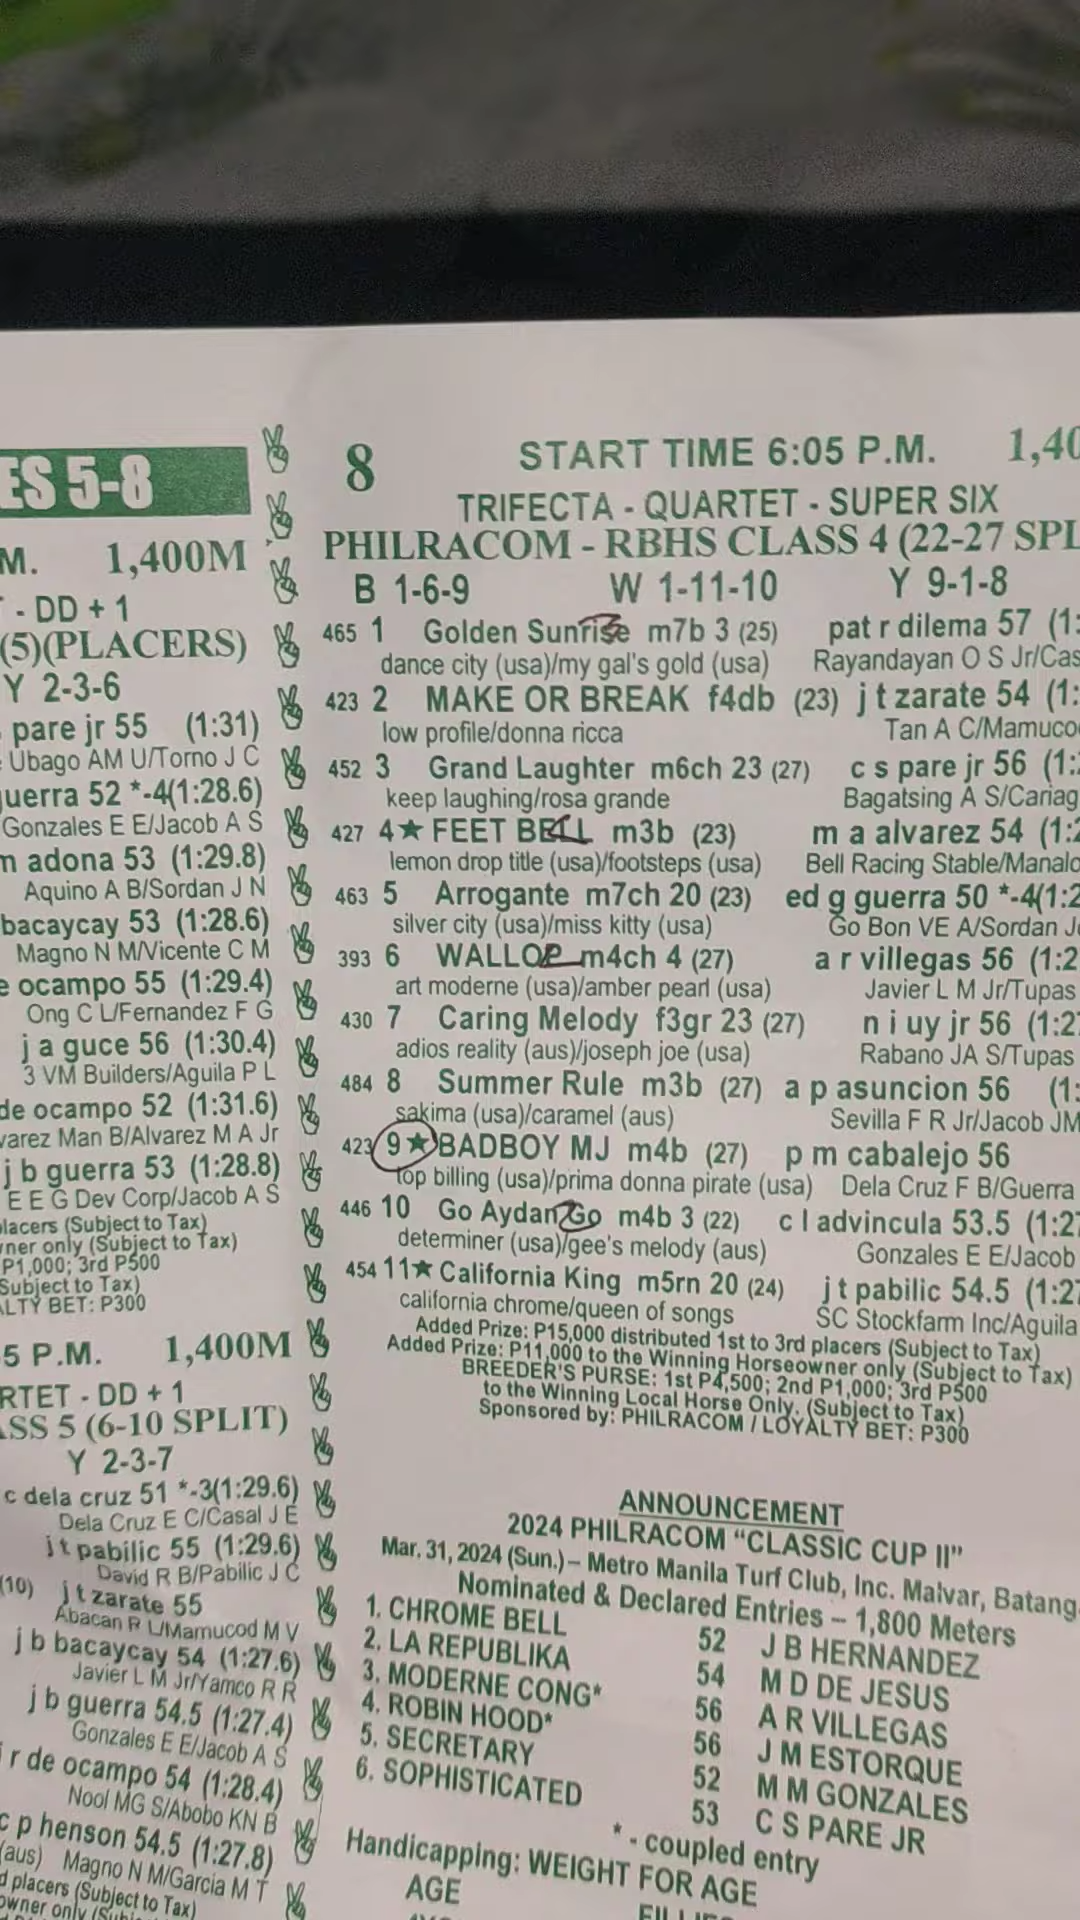 ES 5-8
M. 1,400M
- DD + 1
(5)(PLACERS)
Y 2-3-6
pare jr 55 (1:31)
Ubago AM U/Torno J C
guerra 52 *-4(1:28.6)
Gonzales E E/Jacob A S
m adona 53 (1:29.8)
Aquino A B/Sordan J N
bacaycay 53 (1:28.6)
Magno N M/Vicente C M
e ocampo 55 (1:29.4)
Ong C L/Fernandez F G
j a guce 56 (1:30.4)
3 VM Builders/Aguila P L
de ocampo 52 (1:31.6)
varez Man B/Alvarez M A Jr
j b guerra 53 (1:28.8)
E E G Dev Corp/Jacob A S
lacers (Subject to Tax)
ner only (Subject to Tax)
P1,000; 3rd P500
Subject to Tax)
ALTY BET: P300
5 P.M. 1,400M
RTET - DD + 1
ASS 5 (6-10 SPLIT)
Y 2-3-7
c dela cruz 51 *-3(1:29.6)
Dela Cruz E C/Casal J E
j t pabilic 55 (1:29.6)
David R B/Pabilic J C
(10) j t zarate 55
Abacan R L/Mamucod M V
j b bacaycay 54 (1:27.6)
Javier L M Jr/Yamco R R
j b guerra 54.5 (1:27.4)
Gonzales E E/Jacob A S
r de ocampo 54 (1:28.4)
Nool MG S/Abobo KN B
c p henson 54.5 (1:27.8)
(aus) Magno N M/Garcia M T
d placers (Subject to Tax)
owner only (Sub
8 START TIME 6:05 P.M. 1,40
TRIFECTA - QUARTET - SUPER SIX
PHILRACOM - RBHS CLASS 4 (22-27 SPL
B 1-6-9 W 1-11-10 Y 9-1-8
465 1 Golden Sunrise m7b 3 (25) pat r dilema 57 (1:
dance city (usa)/my gal's gold (usa) Rayandayan O S Jr/Cas
423 2 MAKE OR BREAK f4db (23) j t zarate 54 (1:
low profile/donna ricca Tan A C/Mamuco
452 3 Grand Laughter m6ch 23 (27) c s pare jr 56 (1:
keep laughing/rosa grande Bagatsing A S/Cariag
427 4★ FEET BELL m3b (23) m a alvarez 54 (1:2
lemon drop title (usa)/footsteps (usa) Bell Racing Stable/Manalo
463 5 Arrogante m7ch 20 (23) ed g guerra 50 *-4(1:2
silver city (usa)/miss kitty (usa) Go Bon VE A/Sordan J
393 6 WALLOP m4ch 4 (27) a r villegas 56 (1:2
art moderne (usa)/amber pearl (usa) Javier L M Jr/Tupas
430 7 Caring Melody f3gr 23 (27) n i uy jr 56 (1:2
adios reality (aus)/joseph joe (usa) Rabano JA S/Tupas
484 8 Summer Rule m3b (27) a p asuncion 56 (1:
sakima (usa)/caramel (aus) Sevilla F R Jr/Jacob JM
423 9★ BADBOY MJ m4b (27) p m cabalejo 56
top billing (usa)/prima donna pirate (usa) Dela Cruz F B/Guerra
446 10 Go Aydan Go m4b 3 (22) c l advincula 53.5 (1:2
determiner (usa)/gee's melody (aus) Gonzales E E/Jacob
454 11★ California King m5rn 20 (24) j t pabilic 54.5 (1:27
california chrome/queen of songs SC Stockfarm Inc/Aguila
Added Prize: P15,000 distributed 1st to 3rd placers (Subject to Tax)
Added Prize: P11,000 to the Winning Horseowner only (Subject to Tax)
BREEDER'S PURSE: 1st P4,500; 2nd P1,000; 3rd P500
to the Winning Local Horse Only. (Subject to Tax)
Sponsored by: PHILRACOM / LOYALTY BET: P300
ANNOUNCEMENT
2024 PHILRACOM “CLASSIC CUP II”
Mar. 31, 2024 (Sun.) – Metro Manila Turf Club, Inc. Malvar, Batang
Nominated & Declared Entries – 1,800 Meters
1. CHROME BELL 52 J B HERNANDEZ
2. LA REPUBLIKA 54 M D DE JESUS
3. MODERNE CONG* 56 A R VILLEGAS
4. ROBIN HOOD* 56 J M ESTORQUE
5. SECRETARY 52 M M GONZALES
6. SOPHISTICATED 53 C S PARE JR
* - coupled entry
Handicapping: WEIGHT FOR AGE
AGE FILLIES